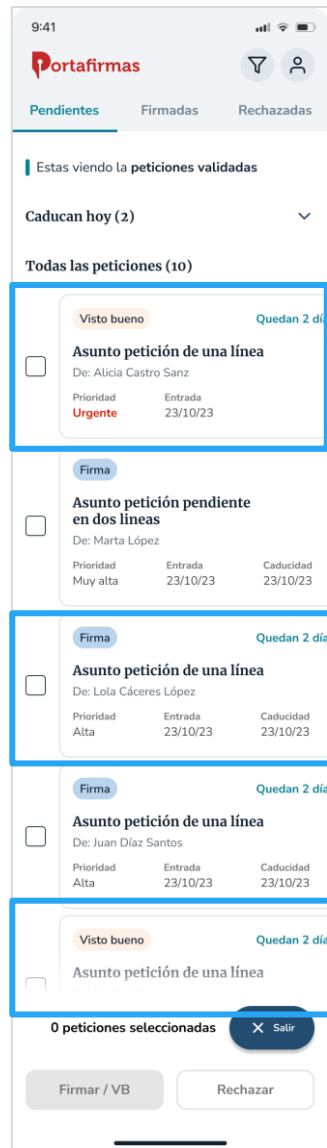 9:41
Portafirmas
Pendientes Firmadas Rechazadas
Estas viendo la peticiones validadas
Caducan hoy (2)
Todas las peticiones (10)
Visto bueno Quedan 2 día
Asunto petición de una línea
De: Alicia Castro Sanz
Prioridad Entrada
Urgente 23/10/23
Firma
Asunto petición pendiente
en dos lineas
De: Marta López
Prioridad Entrada Caducidad
Muy alta 23/10/23 23/10/23
Firma Quedan 2 día
Asunto petición de una línea
De: Lola Cáceres López
Prioridad Entrada Caducidad
Alta 23/10/23 23/10/23
Firma Quedan 2 día
Asunto petición de una línea
De: Juan Díaz Santos
Prioridad Entrada Caducidad
Alta 23/10/23 23/10/23
Visto bueno Quedan 2 día
Asunto petición de una línea
0 peticiones seleccionadas Salir
Firmar / VB Rechazar